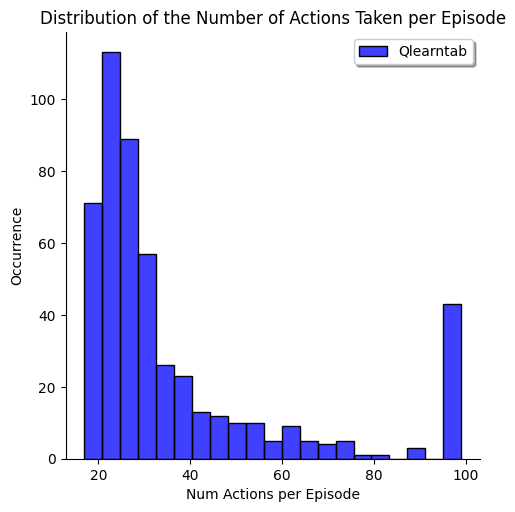 Distribution of the Number of Actions Taken per Episode
Qlearntab
100
80
60
40
20
0
Occurrence
20 40 60 80 100
Num Actions per Episode